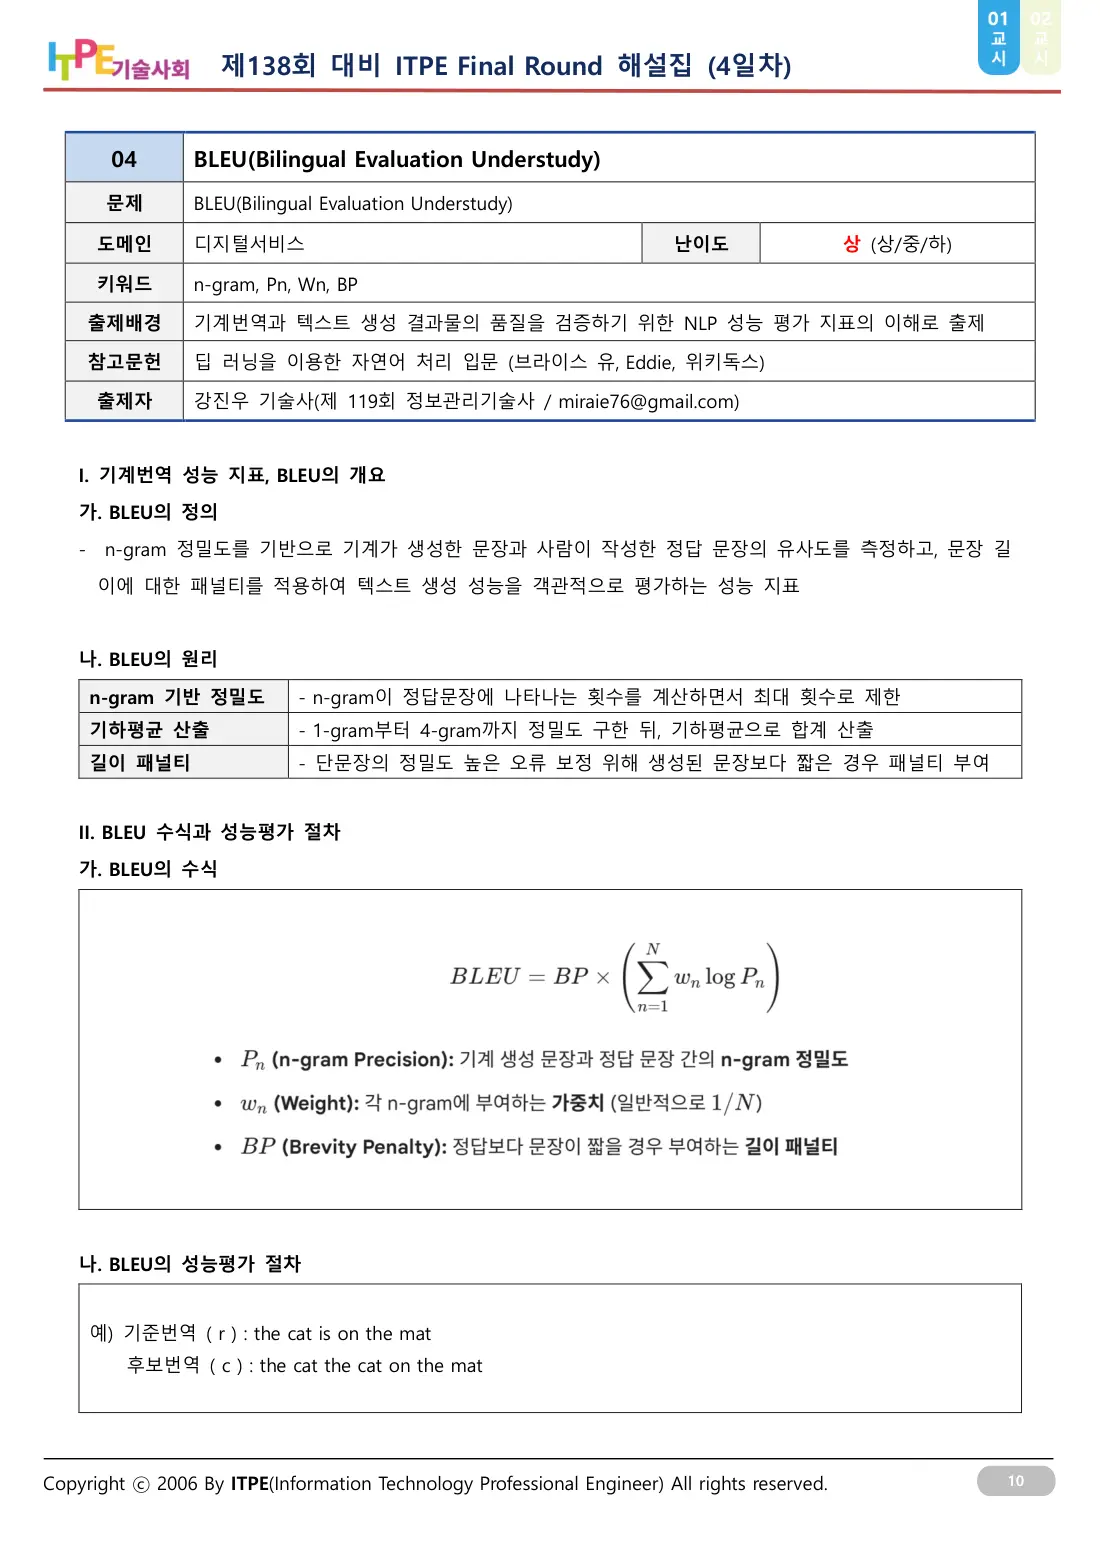 ITPE기술사회 제138회 대비 ITPE Final Round 해설집 (4일차)
01 교 시
02 교 시
04 BLEU(Bilingual Evaluation Understudy)
문제 BLEU(Bilingual Evaluation Understudy)
도메인 디지털서비스 난이도 상 (상/중/하)
키워드 n-gram, Pn, Wn, BP
출제배경 기계번역과 텍스트 생성 결과물의 품질을 검증하기 위한 NLP 성능 평가 지표의 이해로 출제
참고문헌 딥 러닝을 이용한 자연어 처리 입문 (브라이스 유, Eddie, 위키독스)
출제자 강진우 기술사(제 119회 정보관리기술사 / miraie76@gmail.com)
I. 기계번역 성능 지표, BLEU의 개요
가. BLEU의 정의
- n-gram 정밀도를 기반으로 기계가 생성한 문장과 사람이 작성한 정답 문장의 유사도를 측정하고, 문장 길
이에 대한 패널티를 적용하여 텍스트 생성 성능을 객관적으로 평가하는 성능 지표
나. BLEU의 원리
n-gram 기반 정밀도 - n-gram이 정답문장에 나타나는 횟수를 계산하면서 최대 횟수로 제한
기하평균 산출 - 1-gram부터 4-gram까지 정밀도 구한 뒤, 기하평균으로 합계 산출
길이 패널티 - 단문장의 정밀도 높은 오류 보정 위해 생성된 문장보다 짧은 경우 패널티 부여
II. BLEU 수식과 성능평가 절차
가. BLEU의 수식
BLEU = BP × (∑_{n=1}^{N} w_n log P_n)
• P_n (n-gram Precision): 기계 생성 문장과 정답 문장 간의 n-gram 정밀도
• w_n (Weight): 각 n-gram에 부여하는 가중치 (일반적으로 1/N)
• BP (Brevity Penalty): 정답보다 문장이 짧을 경우 부여하는 길이 패널티
나. BLEU의 성능평가 절차
예) 기준번역 ( r ) : the cat is on the mat
후보번역 ( c ) : the cat the cat on the mat
Copyright ⓒ 2006 By ITPE(Information Technology Professional Engineer) All rights reserved.
10